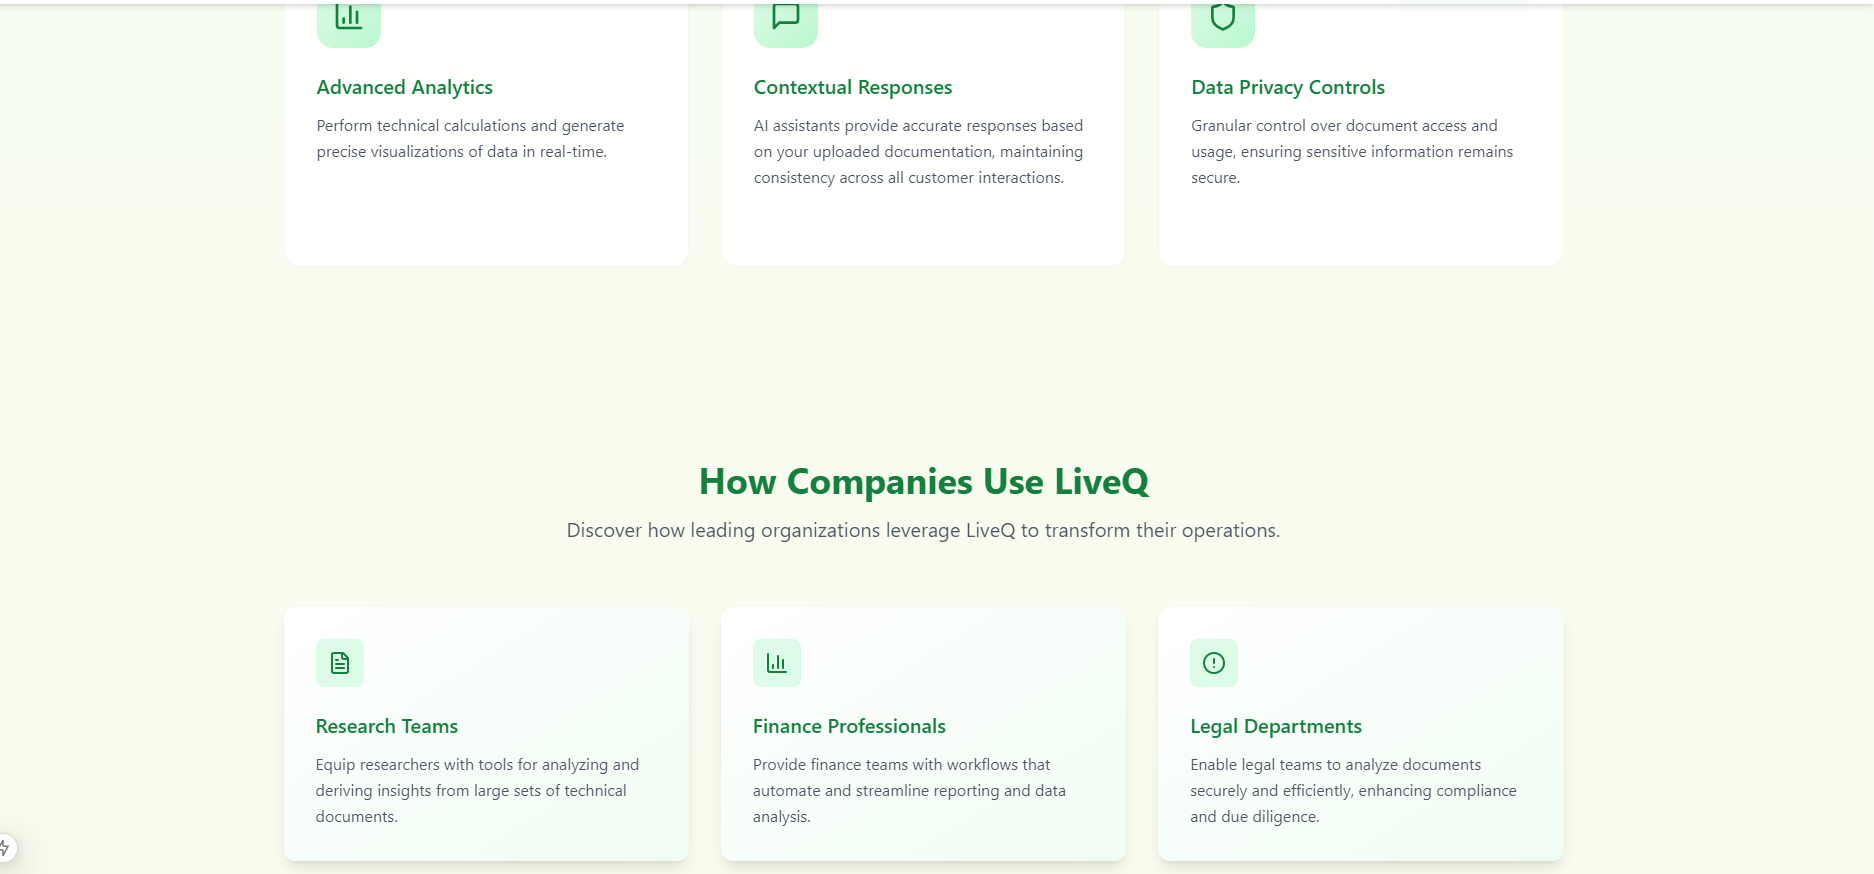 Advanced Analytics
Perform technical calculations and generate
precise visualizations of data in real-time.
Contextual Responses
AI assistants provide accurate responses based
on your uploaded documentation, maintaining
consistency across all customer interactions.
Data Privacy Controls
Granular control over document access and
usage, ensuring sensitive information remains
secure.
How Companies Use LiveQ
Discover how leading organizations leverage LiveQ to transform their operations.
Research Teams
Equip researchers with tools for analyzing and
deriving insights from large sets of technical
documents.
Finance Professionals
Provide finance teams with workflows that
automate and streamline reporting and data
analysis.
Legal Departments
Enable legal teams to analyze documents
securely and efficiently, enhancing compliance
and due diligence.